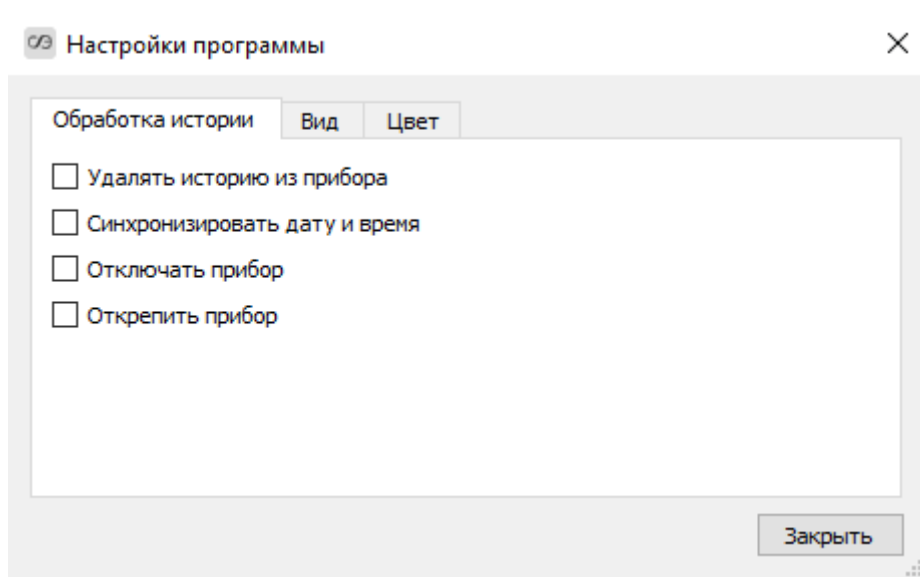 Настройки программы
Обработка истории Вид Цвет
Удалять историю из прибора
Синхронизировать дату и время
Отключать прибор
Открепить прибор
Закрыть